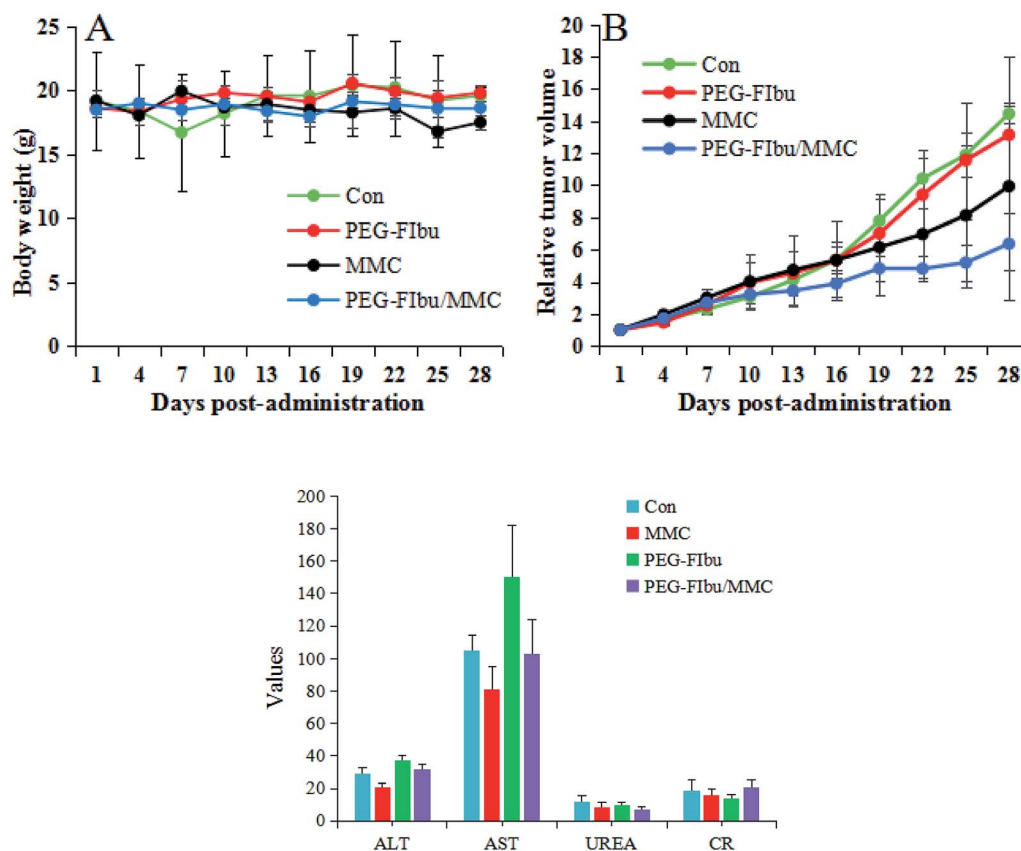 A
25
20
15
10
5
0
Body weight (g)
Con
PEG-FIbu
MMC
PEG-FIbu/MMC
1 4 7 10 13 16 19 22 25 28
Days post-administration
B
20
18
16
14
12
10
8
6
4
2
0
Relative tumor volume
Con
PEG-FIbu
MMC
PEG-FIbu/MMC
1 4 7 10 13 16 19 22 25 28
Days post-administration
200
180
160
140
120
100
80
60
40
20
0
Values
Con
MMC
PEG-FIbu
PEG-FIbu/MMC
ALT AST UREA CR